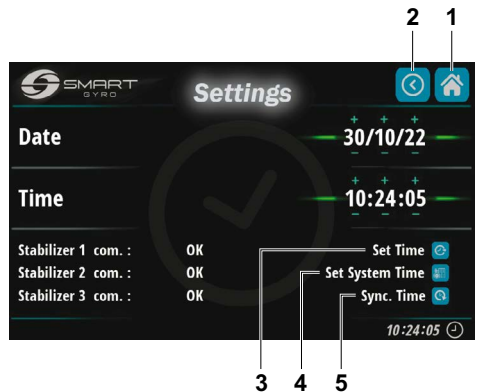 2 1
SMART
GYRO
Settings
+ + +
Date 30/10/22
− − −
+ + +
Time 10:24:05
− − −
Stabilizer 1 com. : OK Set Time
Stabilizer 2 com. : OK Set System Time
Stabilizer 3 com. : OK Sync. Time
10:24:05
3 4 5